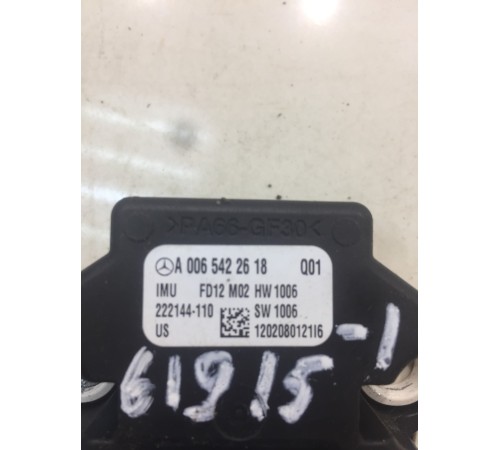 >PA66-GF30<
A 006 542 26 18 Q01
IMU FD12 M02 HW 1006
222144-110 SW 1006
US 1202080121I6
61915-1